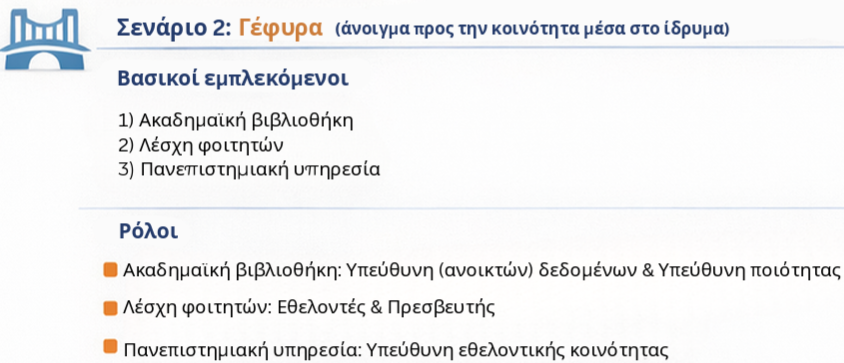 Σενάριο 2: Γέφυρα (άνοιγμα προς την κοινότητα μέσα στο ίδρυμα)
Βασικοί εμπλεκόμενοι
1) Ακαδημαϊκή βιβλιοθήκη
2) Λέσχη φοιτητών
3) Πανεπιστημιακή υπηρεσία
Ρόλοι
Ακαδημαϊκή βιβλιοθήκη: Υπεύθυνη (ανοικτών) δεδομένων & Υπεύθυνη ποιότητας
Λέσχη φοιτητών: Εθελοντές & Πρεσβευτής
Πανεπιστημιακή υπηρεσία: Υπεύθυνη εθελοντικής κοινότητας